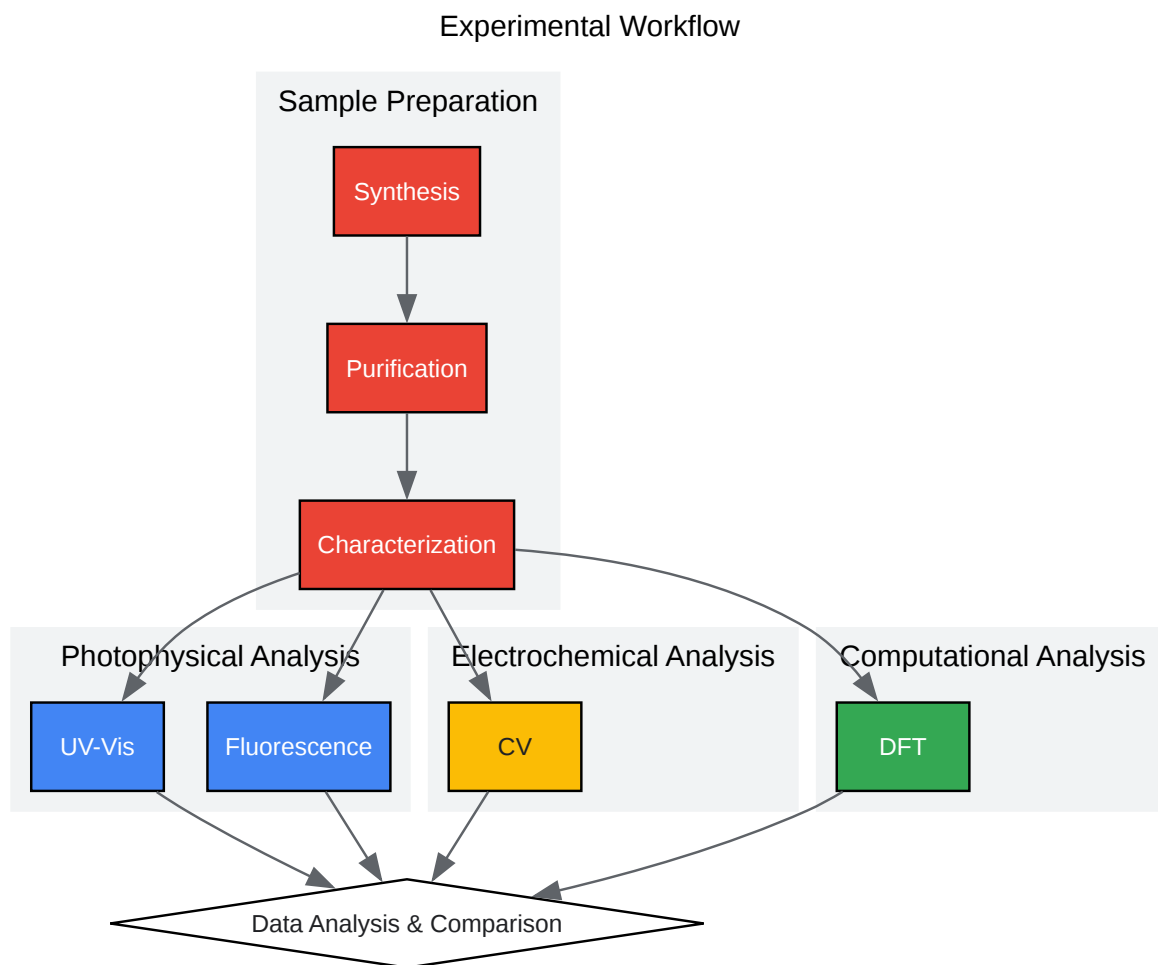 Experimental Workflow
Sample Preparation
Synthesis
Purification
Characterization
Photophysical Analysis
Electrochemical Analysis
Computational Analysis
UV-Vis
Fluorescence
CV
DFT
Data Analysis & Comparison